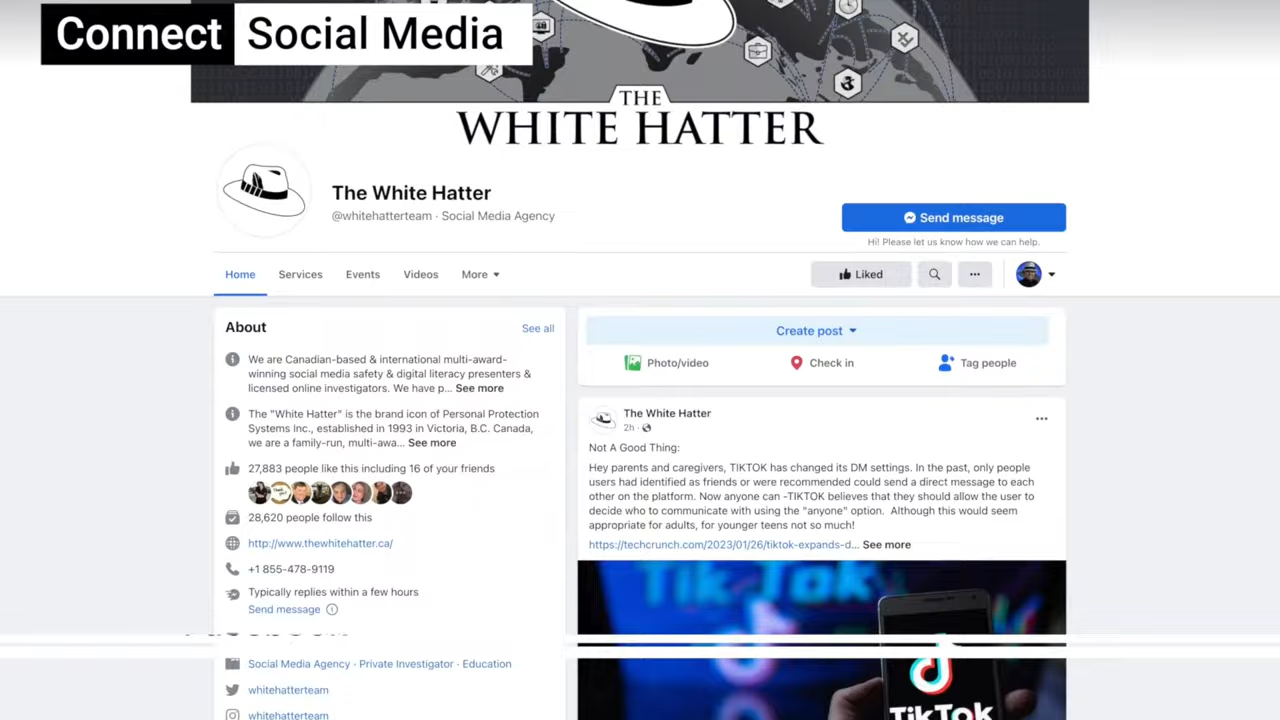 Connect Social Media
THE
WHITE HATTER
The White Hatter
@whitehatterteam · Social Media Agency
Send message
Hi! Please let us know how we can help.
Home Services Events Videos More
Liked
About
See all
We are Canadian-based & international multi-award-
winning social media safety & digital literacy presenters &
licensed online investigators. We have p... See more
The "White Hatter" is the brand icon of Personal Protection
Systems Inc., established in 1993 in Victoria, B.C. Canada,
we are a family-run, multi-awa... See more
27,883 people like this including 16 of your friends
28,620 people follow this
http://www.thewhitehatter.ca/
+1 855-478-9119
Typically replies within a few hours
Send message
Social Media Agency · Private Investigator · Education
whitehatterteam
whitehatterteam
Create post
Photo/video Check in Tag people
The White Hatter
2h ·
Not A Good Thing:
Hey parents and caregivers, TIKTOK has changed its DM settings. In the past, only people
users had identified as friends or were recommended could send a direct message to each
other on the platform. Now anyone can -TIKTOK believes that they should allow the user to
decide who to communicate with using the "anyone" option. Although this would seem
appropriate for adults, for younger teens not so much!
https://techcrunch.com/2023/01/26/tiktok-expands-d... See more
TikTok
TikTok